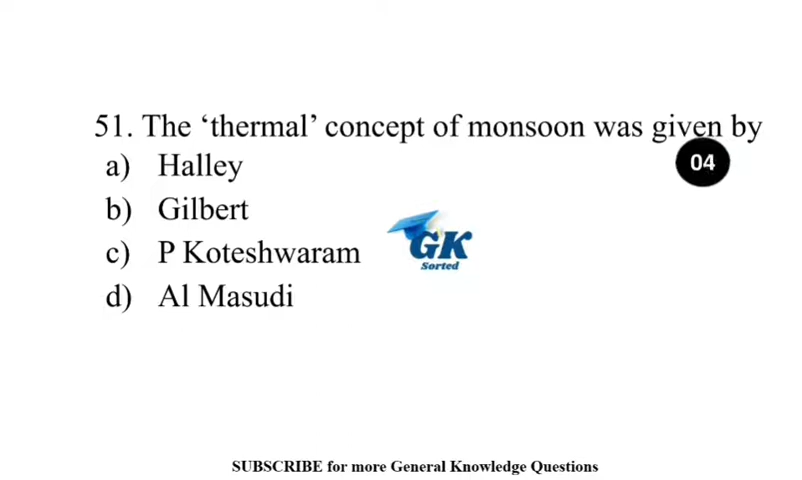 51. The ‘thermal’ concept of monsoon was given by
a) Halley
04
b) Gilbert
c) P Koteshwaram
GK
Sorted
d) Al Masudi
SUBSCRIBE for more General Knowledge Questions